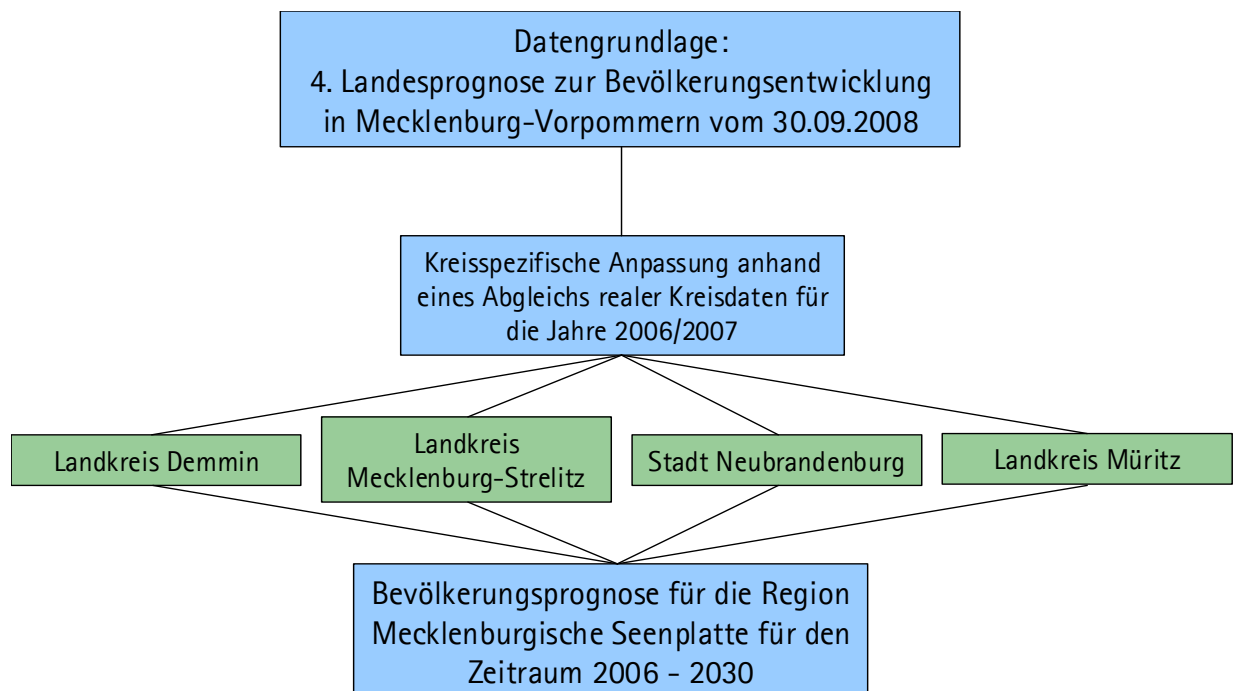 Datengrundlage:
4. Landesprognose zur Bevölkerungsentwicklung
in Mecklenburg-Vorpommern vom 30.09.2008
Kreisspezifische Anpassung anhand
eines Abgleichs realer Kreisdaten für
die Jahre 2006/2007
Landkreis Demmin
Landkreis
Mecklenburg-Strelitz
Stadt Neubrandenburg
Landkreis Müritz
Bevölkerungsprognose für die Region
Mecklenburgische Seenplatte für den
Zeitraum 2006 - 2030